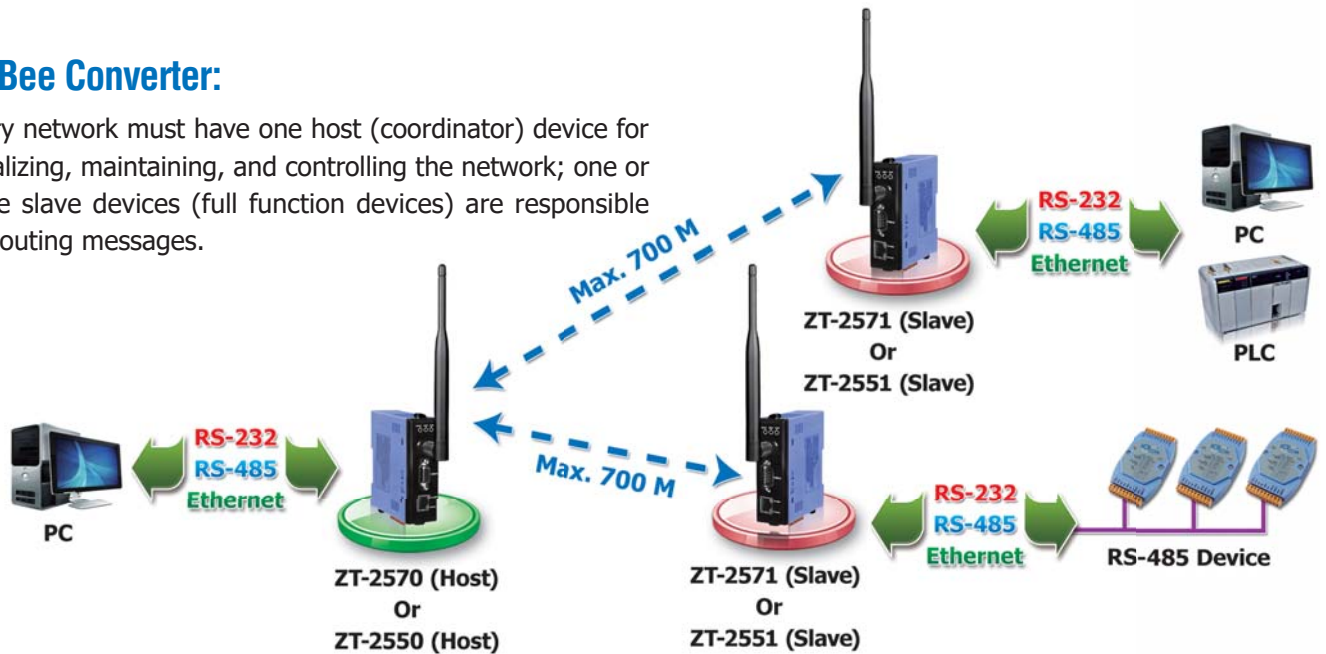 Bee Converter:
ry network must have one host (coordinator) device for
alizing, maintaining, and controlling the network; one or
e slave devices (full function devices) are responsible
outing messages.
Max. 700 M
RS-232
RS-485
Ethernet
PC
PLC
ZT-2571 (Slave)
Or
ZT-2551 (Slave)
PC
RS-232
RS-485
Ethernet
ZT-2570 (Host)
Or
ZT-2550 (Host)
Max. 700 M
ZT-2571 (Slave)
Or
ZT-2551 (Slave)
RS-232
RS-485
Ethernet
RS-485 Device